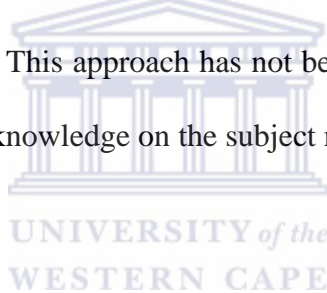 This approach has not be
knowledge on the subject
UNIVERSITY of the
WESTERN CAPE